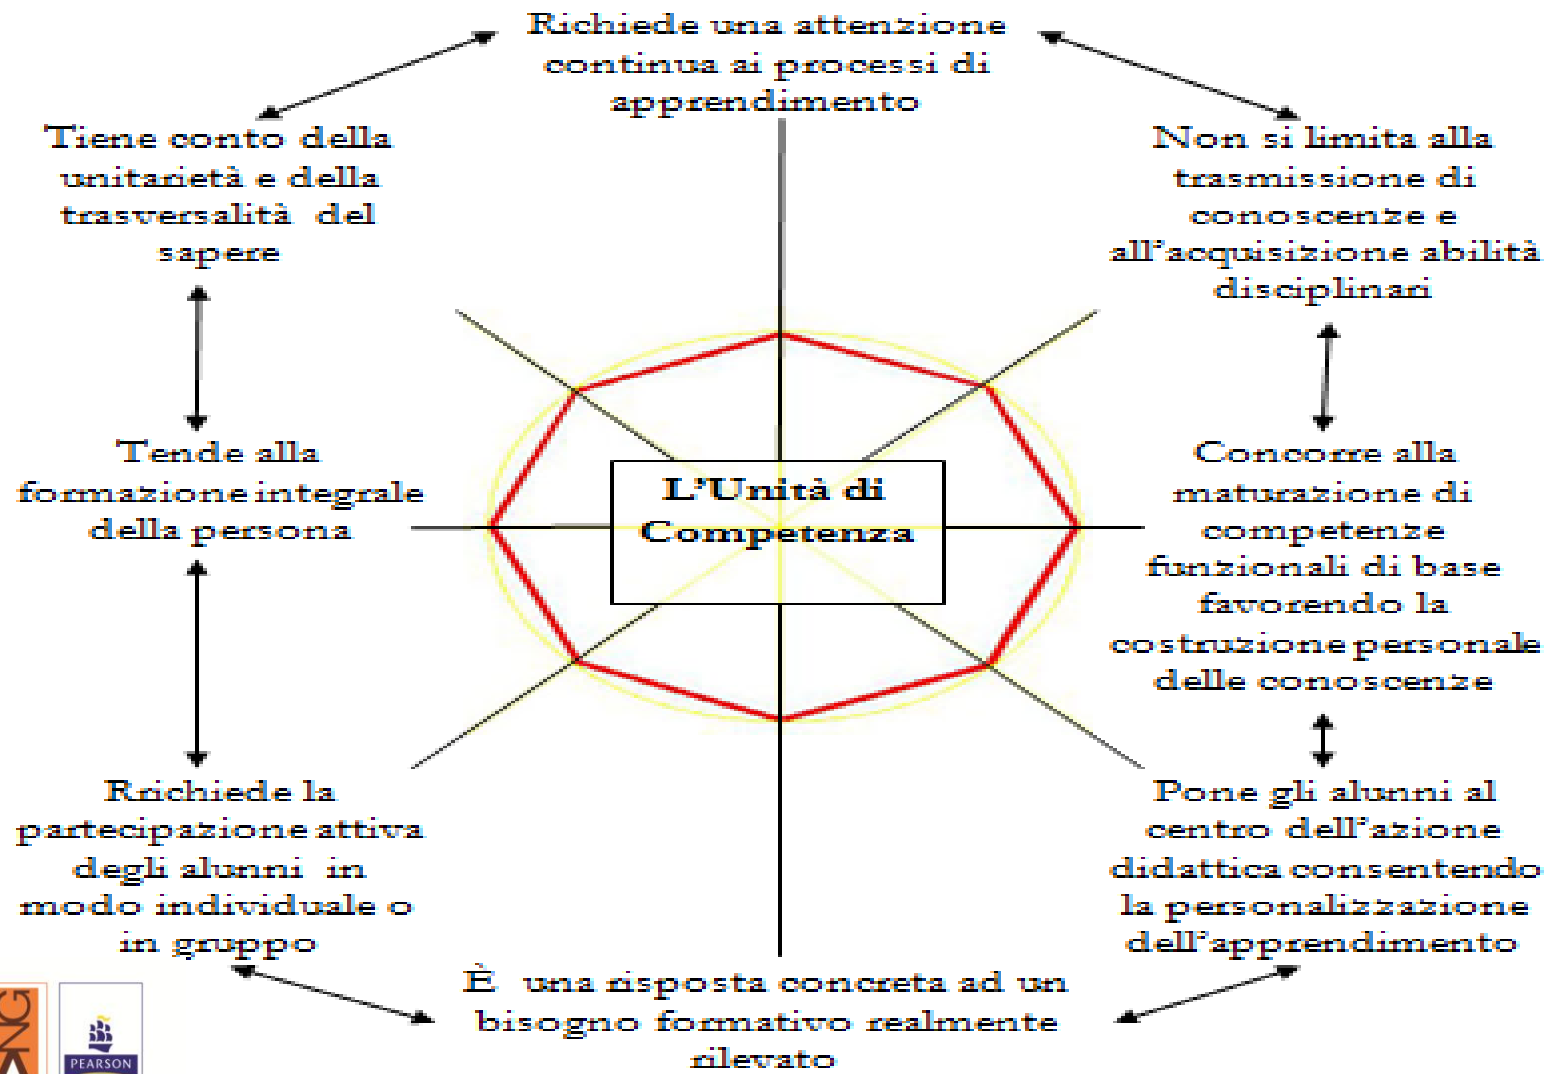 Richiede una attenzione
continua ai processi di
apprendimento
Tiene conto della
unitarietà e della
trasversalità del
sapere
Non si limita alla
trasmissione di
conoscenze e
all'acquisizione abilità
disciplinari
Tende alla
formazione integrale
della persona
L'Unità di
Competenza
Concorre alla
maturazione di
competenze
funzionali di base
favorendo la
costruzione personale
delle conoscenze
Rrichiede la
partecipazione attiva
degli alunni in
modo individuale o
in gruppo
Pone gli alunni al
centro dell'azione
didattica consentendo
la personalizzazione
dell'apprendimento
È una risposta concreta ad un
bisogno formativo realmente
rilevato
PEARSON